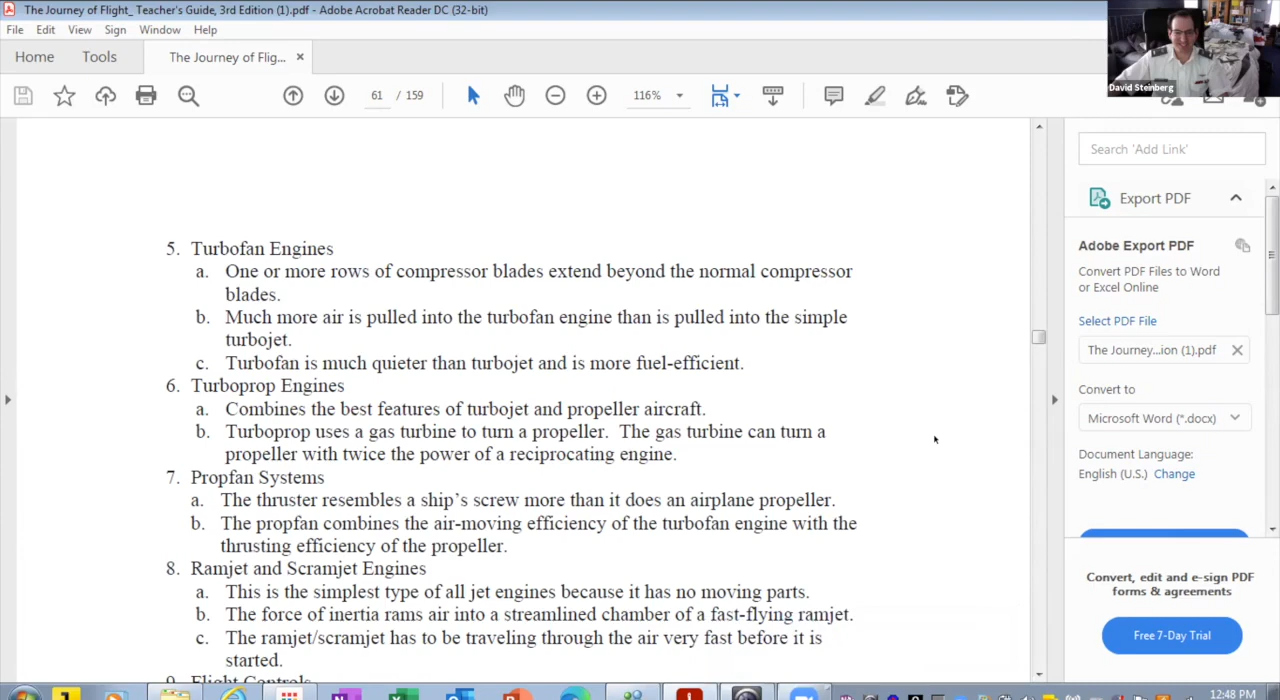 The Journey of Flight_ Teacher's Guide, 3rd Edition (1).pdf - Adobe Acrobat Reader DC (32-bit)
File Edit View Sign Window Help
Home Tools The Journey of Flig... ×
61 / 159 116%
David Steinberg
Search 'Add Link'
Export PDF
Adobe Export PDF
Convert PDF Files to Word
or Excel Online
Select PDF File
The Journey...ion (1).pdf
Convert to
Microsoft Word (*.docx)
Document Language:
English (U.S.) Change
Convert, edit and e-sign PDF
forms & agreements
Free 7-Day Trial
5. Turbofan Engines
a. One or more rows of compressor blades extend beyond the normal compressor
blades.
b. Much more air is pulled into the turbofan engine than is pulled into the simple
turbojet.
c. Turbofan is much quieter than turbojet and is more fuel-efficient.
6. Turboprop Engines
a. Combines the best features of turbojet and propeller aircraft.
b. Turboprop uses a gas turbine to turn a propeller. The gas turbine can turn a
propeller with twice the power of a reciprocating engine.
7. Propfan Systems
a. The thruster resembles a ship's screw more than it does an airplane propeller.
b. The propfan combines the air-moving efficiency of the turbofan engine with the
thrusting efficiency of the propeller.
8. Ramjet and Scramjet Engines
a. This is the simplest type of all jet engines because it has no moving parts.
b. The force of inertia rams air into a streamlined chamber of a fast-flying ramjet.
c. The ramjet/scramjet has to be traveling through the air very fast before it is
started.
9. Flight Controls
12:48 PM